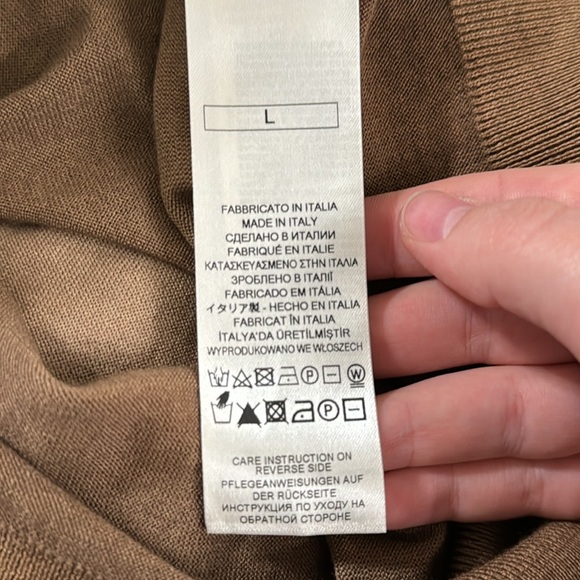 L
FABBRICATO IN ITALIA
MADE IN ITALY
СДЕЛАНО В ИТАЛИИ
FABRIQUÉ EN ITALIE
ΚΑΤΑΣΚΕΥΑΣΜΕΝΟ ΣΤΗΝ ΙΤΑΛΙΑ
ЗРОБЛЕНО В ІТАЛІЇ
FABRICADO EM ITÁLIA
イタリア製 - HECHO EN ITALIA
FABRICAT ÎN ITALIA
İTALYA'DA ÜRETİLMİŞTİR
WYPRODUKOWANO WE WŁOSZECH
P W
P
CARE INSTRUCTION ON
REVERSE SIDE
PFLEGEANWEISUNGEN AUF
DER RÜCKSEITE
ИНСТРУКЦИЯ ПО УХОДУ НА
ОБРАТНОЙ СТОРОНЕ